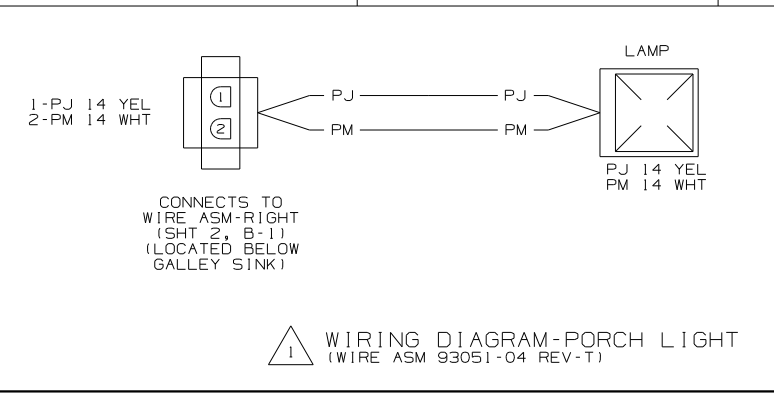 LAMP
1-PJ 14 YEL
2-PM 14 WHT
1
2
PJ PJ
PM PM
PJ 14 YEL
PM 14 WHT
CONNECTS TO
WIRE ASM-RIGHT
(SHT 2, B-1)
(LOCATED BELOW
GALLEY SINK)
1
WIRING DIAGRAM-PORCH LIGHT
(WIRE ASM 93051-04 REV-T)